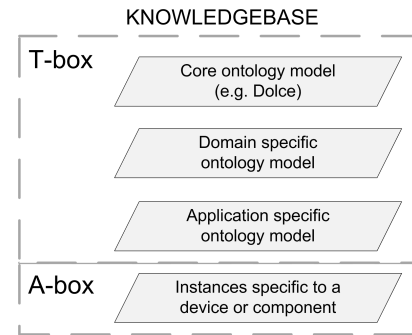 KNOWLEDGEBASE
T-box
Core ontology model
(e.g. Dolce)
Domain specific
ontology model
Application specific
ontology model
A-box
Instances specific to a
device or component